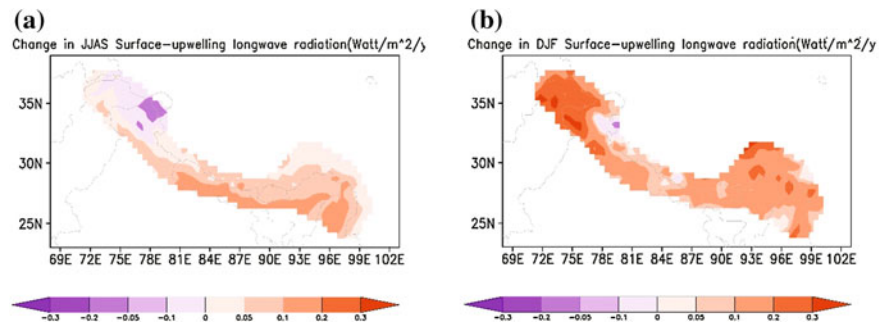 (a)
Change in JJAS Surface-upwelling longwave radiation(Watt/m^2/y
35N
30N
25N
69E 72E 75E 78E 81E 84E 87E 90E 93E 96E 99E 102E
-0.3 -0.2 -0.05 -0.1 0 0.05 0.1 0.2 0.3
(b)
Change in DJF Surface-upwelling longwave radiation(Watt/m^2/y
35N
30N
25N
69E 72E 75E 78E 81E 84E 87E 90E 93E 96E 99E 102E
-0.3 -0.2 -0.05 -0.1 0 0.05 0.1 0.2 0.3